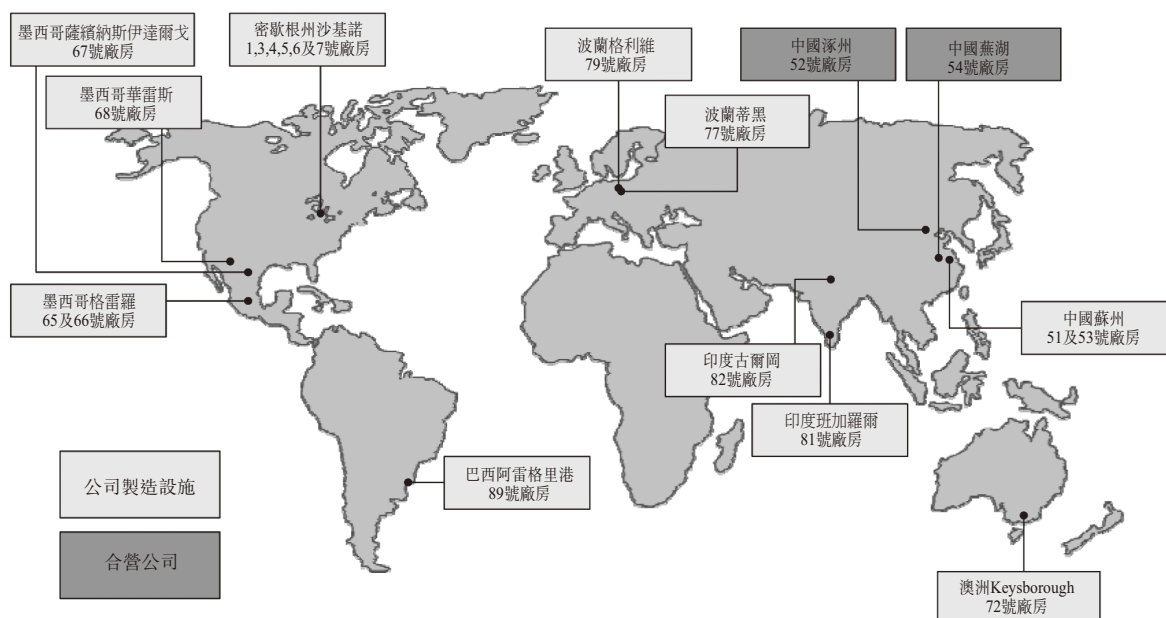 墨西哥薩繽納斯伊達爾戈
67號廠房
密歇根州沙基諾
1,3,4,5,6及7號廠房
波蘭格利維
79號廠房
中國涿州
52號廠房
中國蕪湖
54號廠房
墨西哥華雷斯
68號廠房
波蘭蒂黑
77號廠房
墨西哥格雷羅
65及66號廠房
中國蘇州
51及53號廠房
印度古爾岡
82號廠房
印度班加羅爾
81號廠房
公司製造設施
巴西阿雷格里港
89號廠房
合營公司
澳洲Keysborough
72號廠房